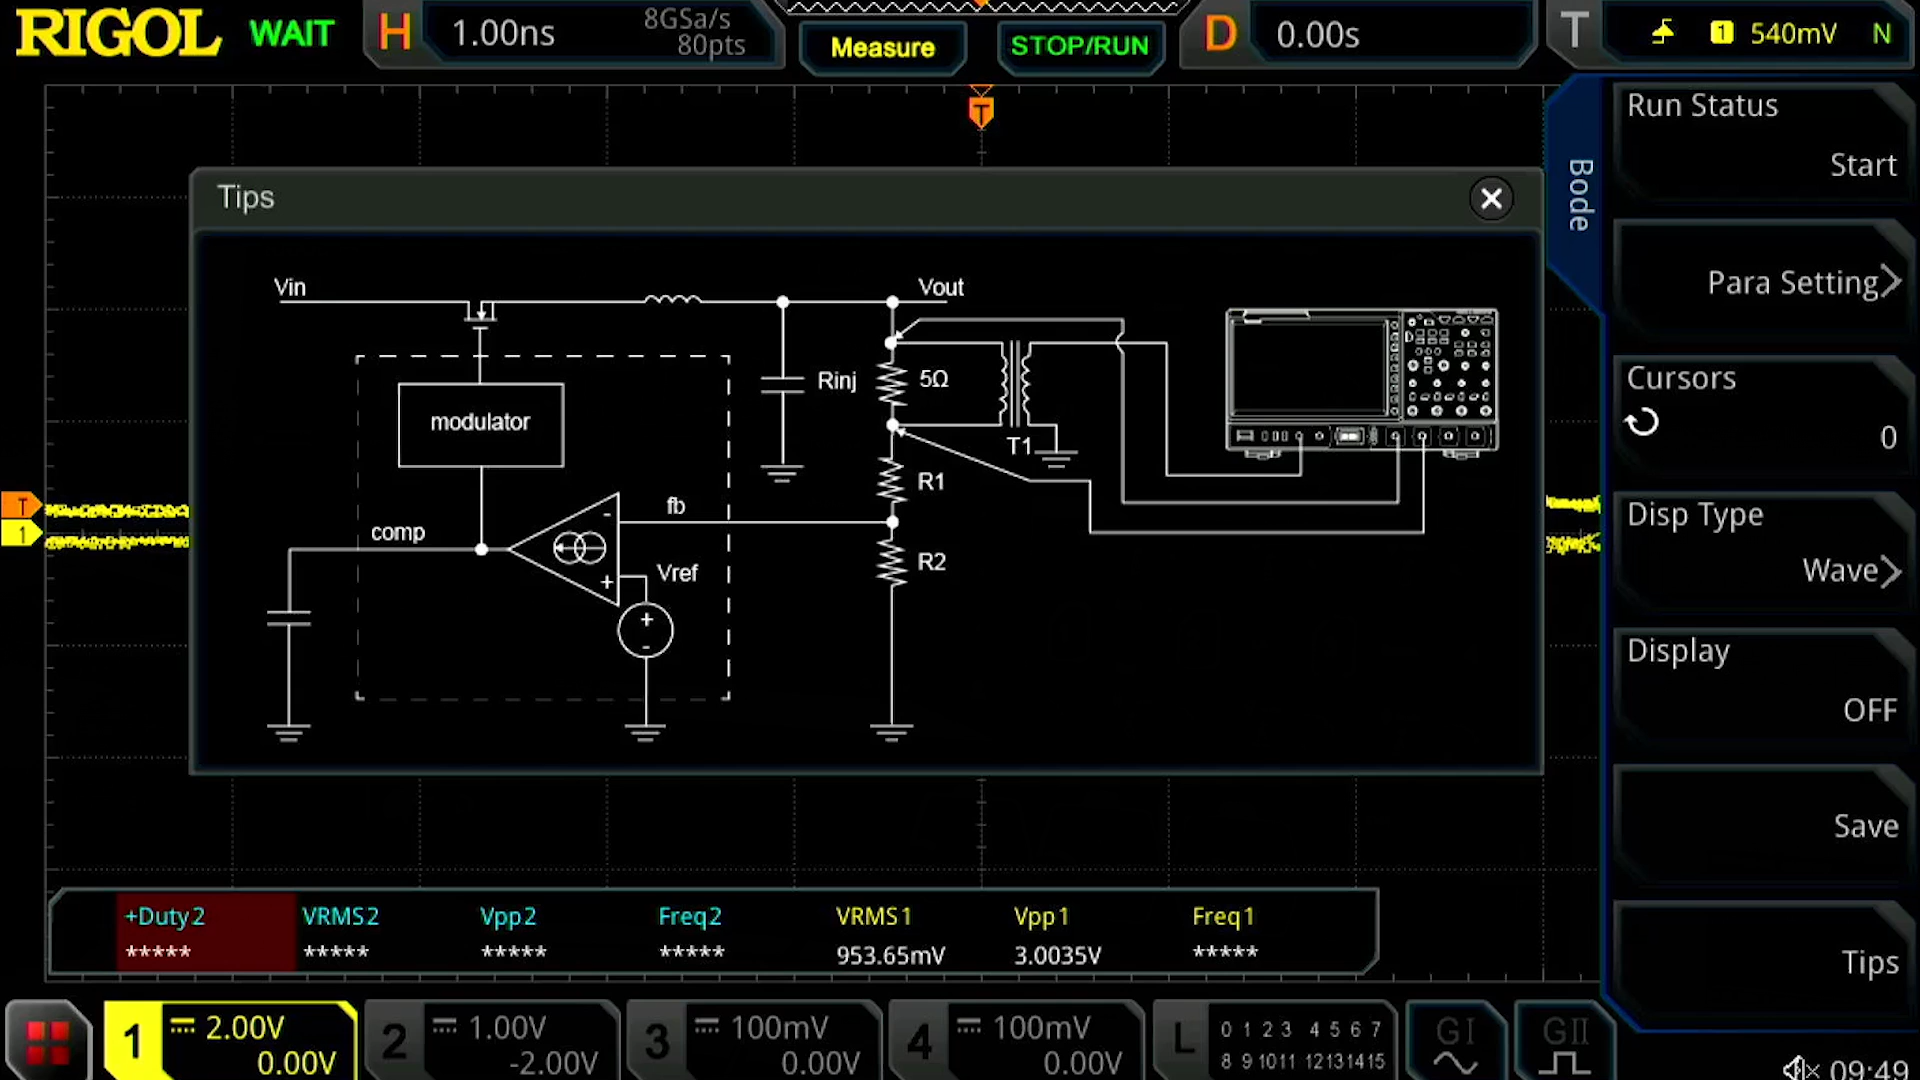 RIGOL WAIT H 1.00ns 8GSa/s 80pts Measure STOP/RUN D 0.00s T 1 540mV N
T
Bode
Run Status
Start
Para Setting
Cursors
0
Disp Type
Wave
Display
OFF
Save
Tips
Tips
Vin
Vout
Rinj
5Ω
modulator
T1
R1
fb
comp
-
+
Vref
R2
+
-
T
1
+Duty2 VRMS2 Vpp2 Freq2 VRMS1 Vpp1 Freq1
***** ***** ***** ***** 953.65mV 3.0035V *****
1 2.00V 0.00V
2 1.00V -2.00V
3 100mV 0.00V
4 100mV 0.00V
L 0 1 2 3 4 5 6 7
8 9 10 11 12 13 14 15
GI
GII
09:49